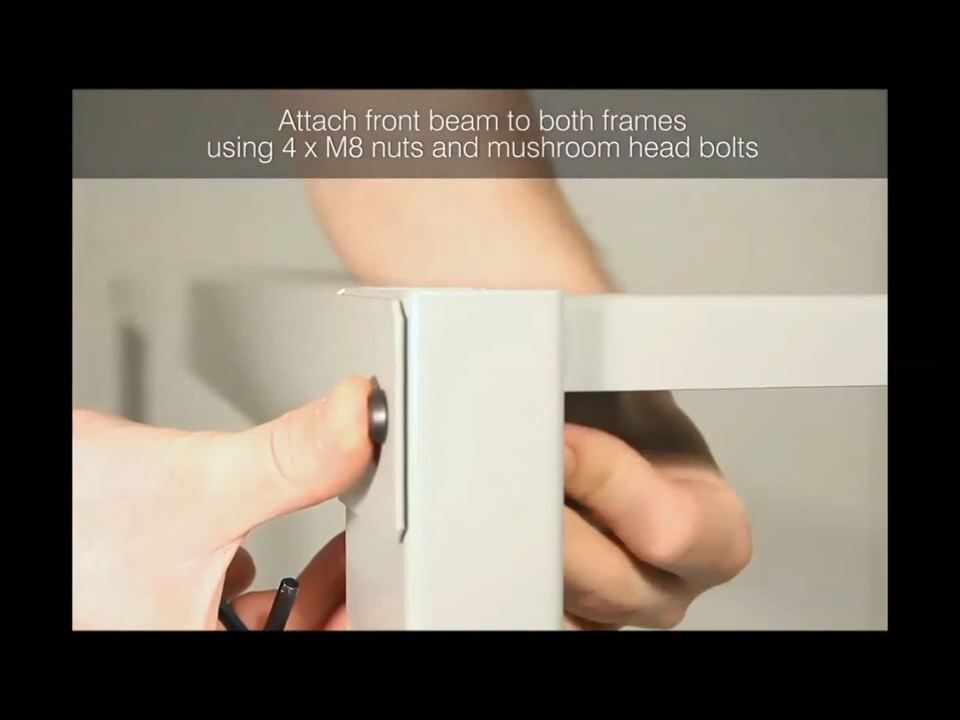 Attach front beam to both frames
using 4 x M8 nuts and mushroom head bolts